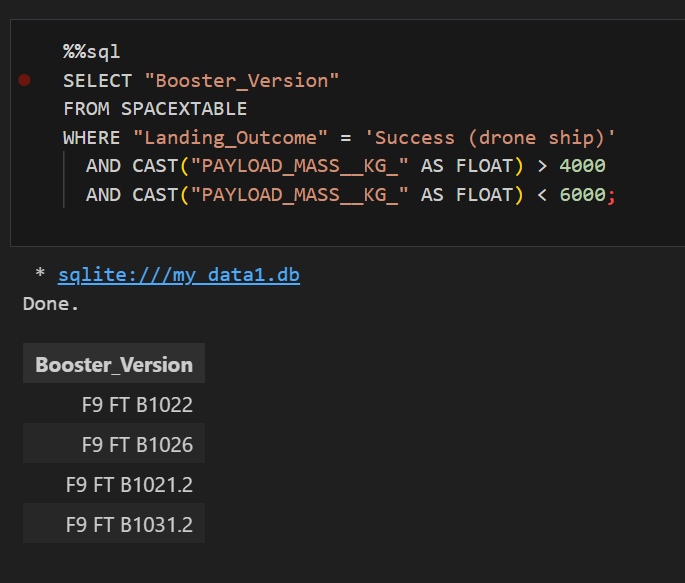 %%sql
SELECT "Booster_Version"
FROM SPACEXTABLE
WHERE "Landing_Outcome" = 'Success (drone ship)'
AND CAST("PAYLOAD_MASS__KG_" AS FLOAT) > 4000
AND CAST("PAYLOAD_MASS__KG_" AS FLOAT) < 6000;
* sqlite:///my_data1.db
Done.
Booster_Version
F9 FT B1022
F9 FT B1026
F9 FT B1021.2
F9 FT B1031.2